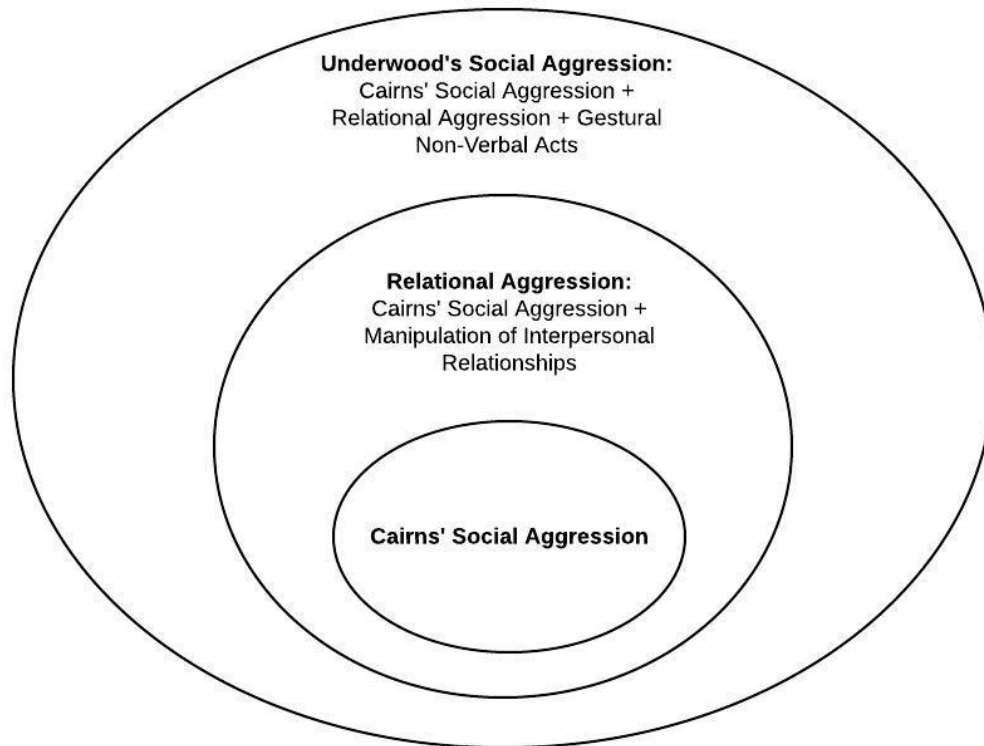 Underwood's Social Aggression:
Cairns' Social Aggression +
Relational Aggression + Gestural
Non-Verbal Acts
Relational Aggression:
Cairns' Social Aggression +
Manipulation of Interpersonal
Relationships
Cairns' Social Aggression